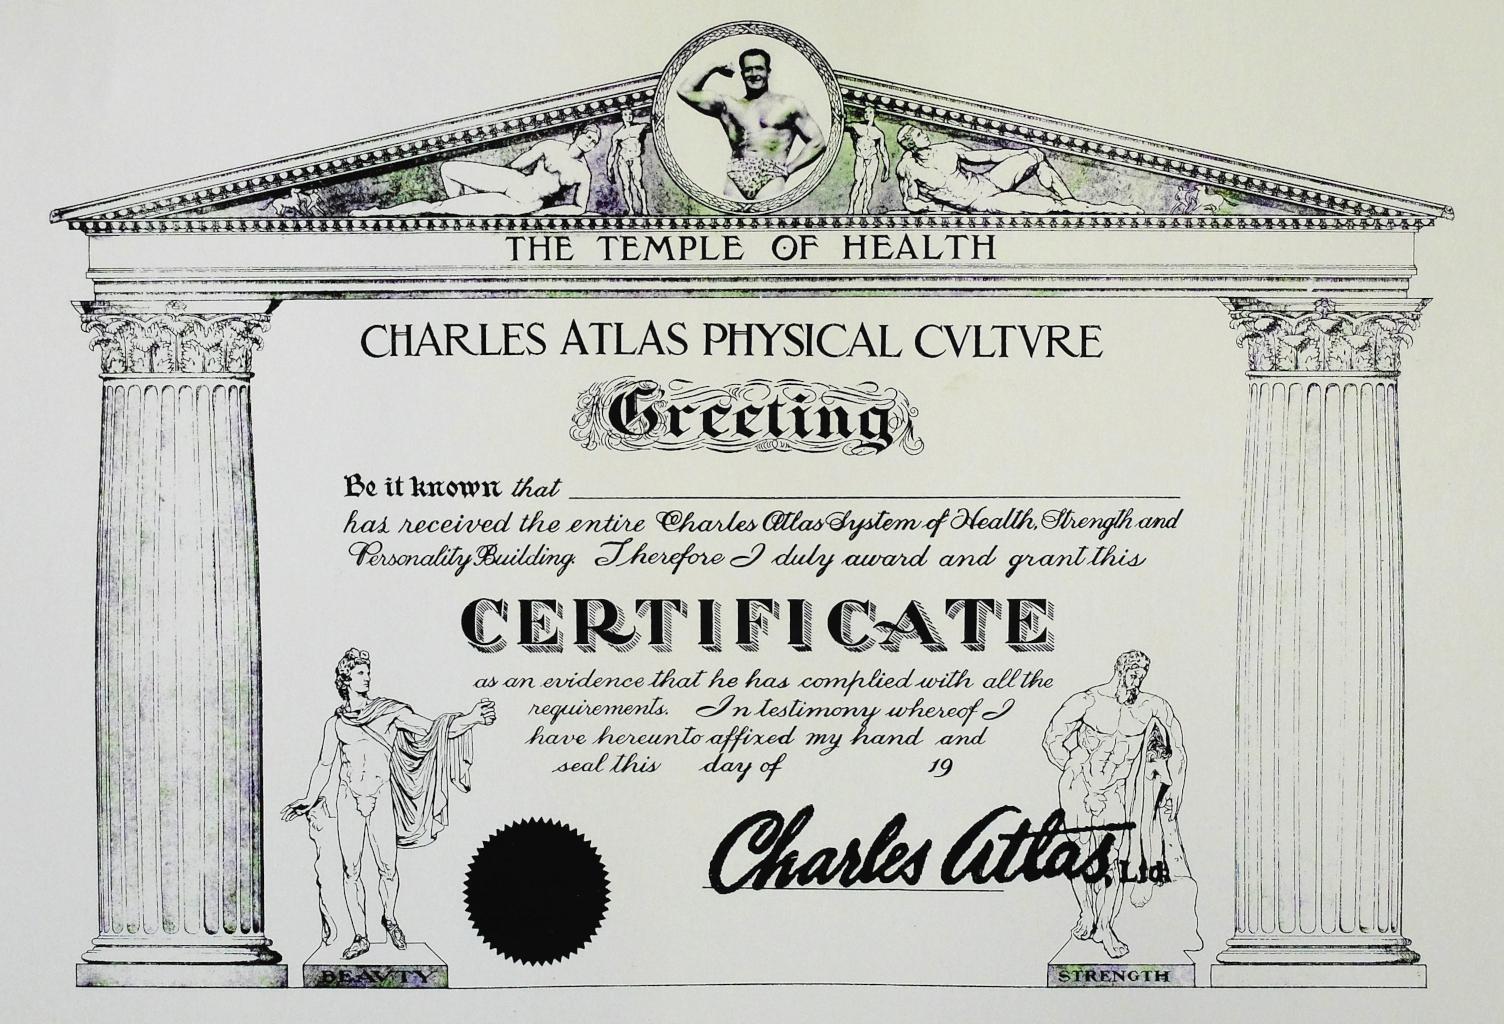 THE TEMPLE OF HEALTH
CHARLES ATLAS PHYSICAL CVLTVRE
Greeting
Be it known that
has received the entire Charles Atlas System of Health, Strength and
Personality Building. Therefore I duly award and grant this
CERTIFICATE
as an evidence that he has complied with all the
requirements. In testimony whereof I
have hereunto affixed my hand and
seal this day of 19
Charles Atlas, Ltd.
BEAVTY
STRENGTH